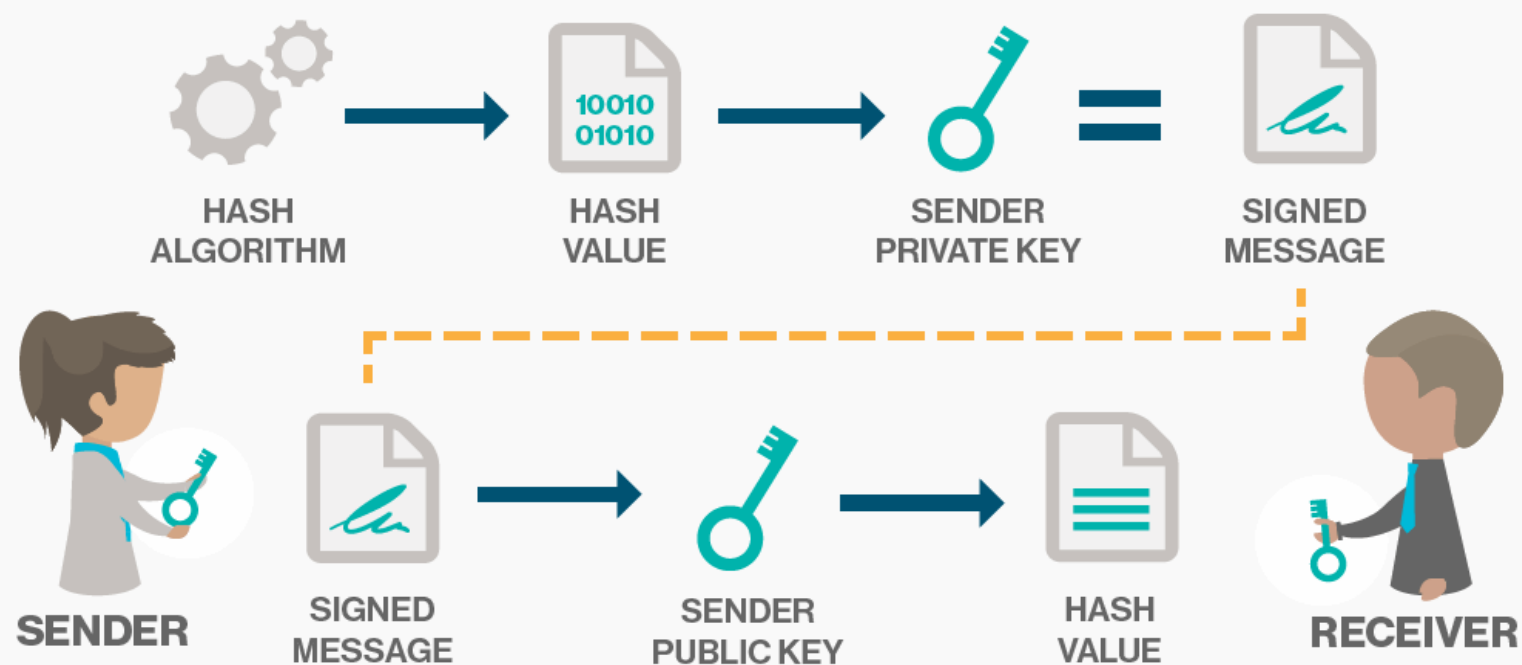 10010
01010
HASH
ALGORITHM
HASH
VALUE
SENDER
PRIVATE KEY
SIGNED
MESSAGE
SENDER
SIGNED
MESSAGE
SENDER
PUBLIC KEY
HASH
VALUE
RECEIVER